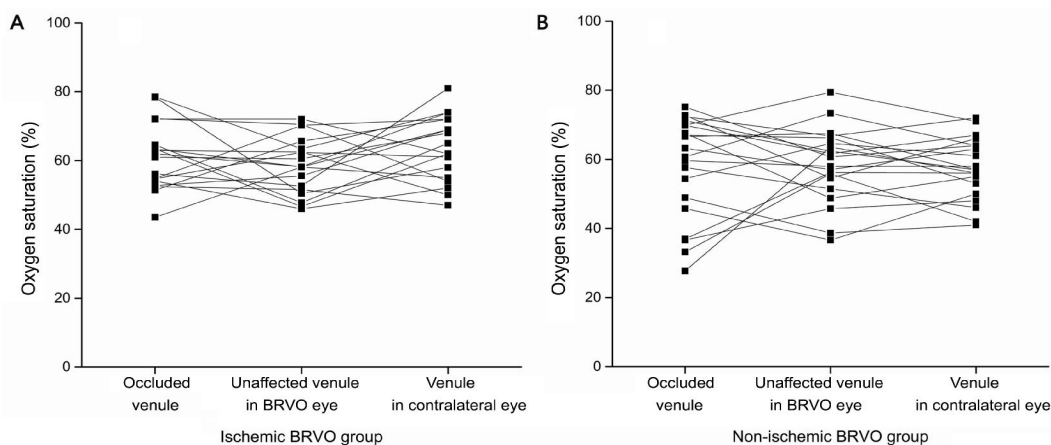 A
Oxygen saturation (%)
100
80
60
40
20
0
Occluded
venule
Unaffected venule
in BRVO eye
Venule
in contralateral eye
Ischemic BRVO group
B
Oxygen saturation (%)
100
80
60
40
20
0
Occluded
venule
Unaffected venule
in BRVO eye
Venule
in contralateral eye
Non-ischemic BRVO group